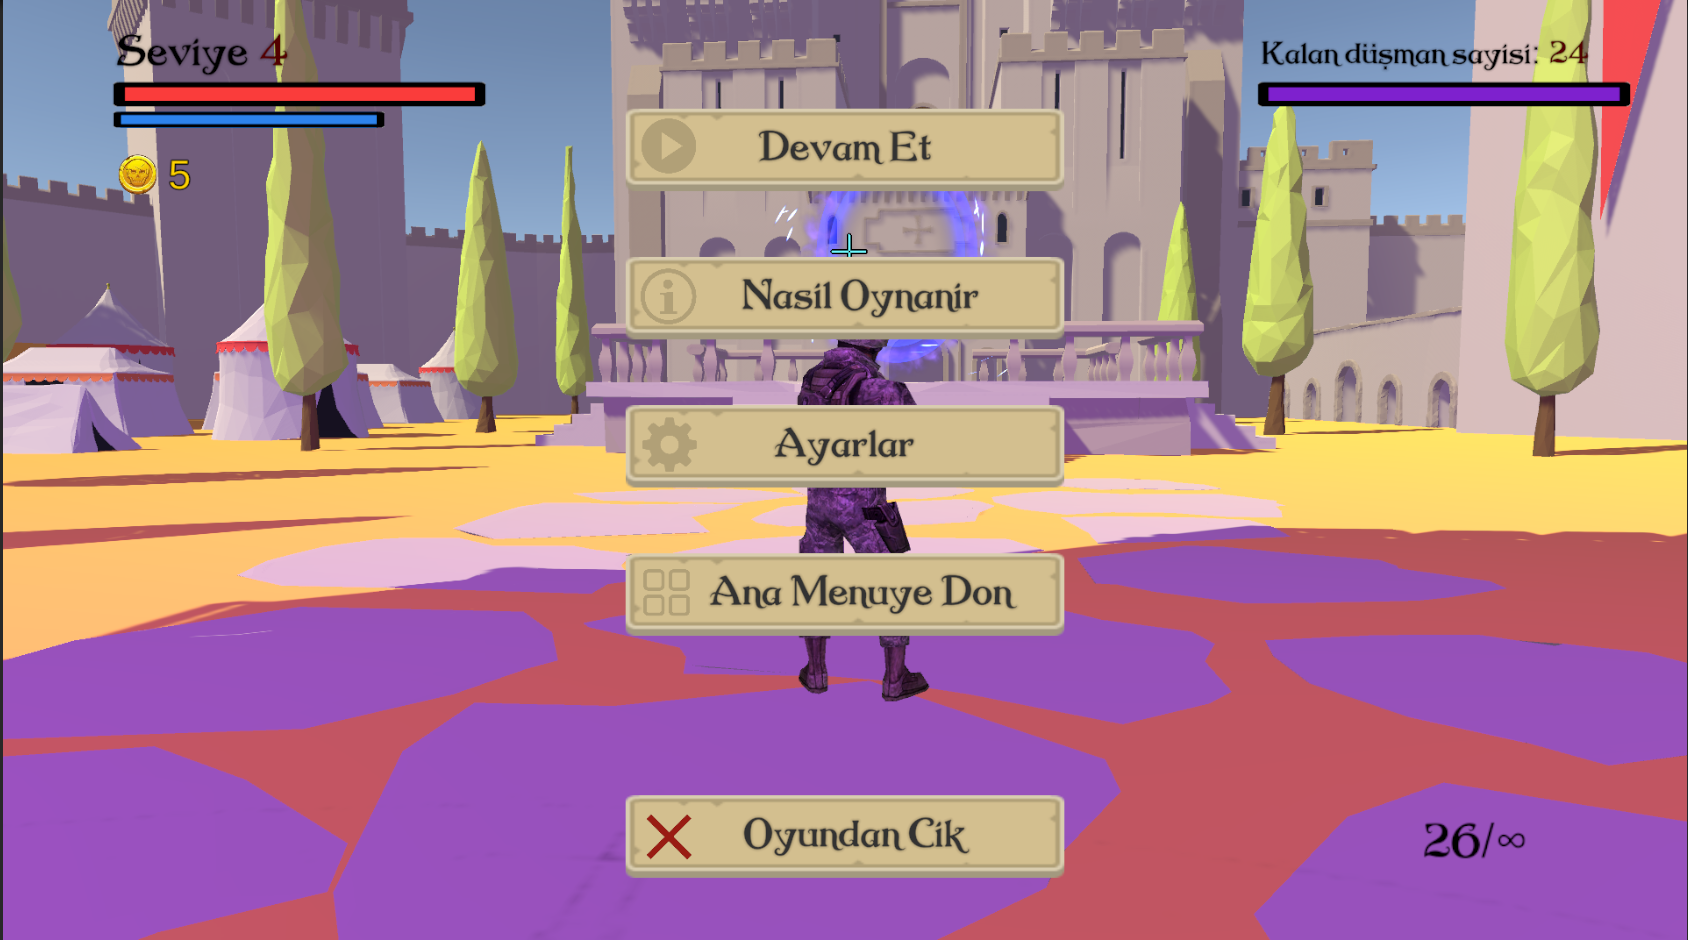 Seviye 4
Kalan düşman sayisi: 24
5
Devam Et
Nasil Oynanir
Ayarlar
Ana Menuye Don
Oyundan Cik
26/∞